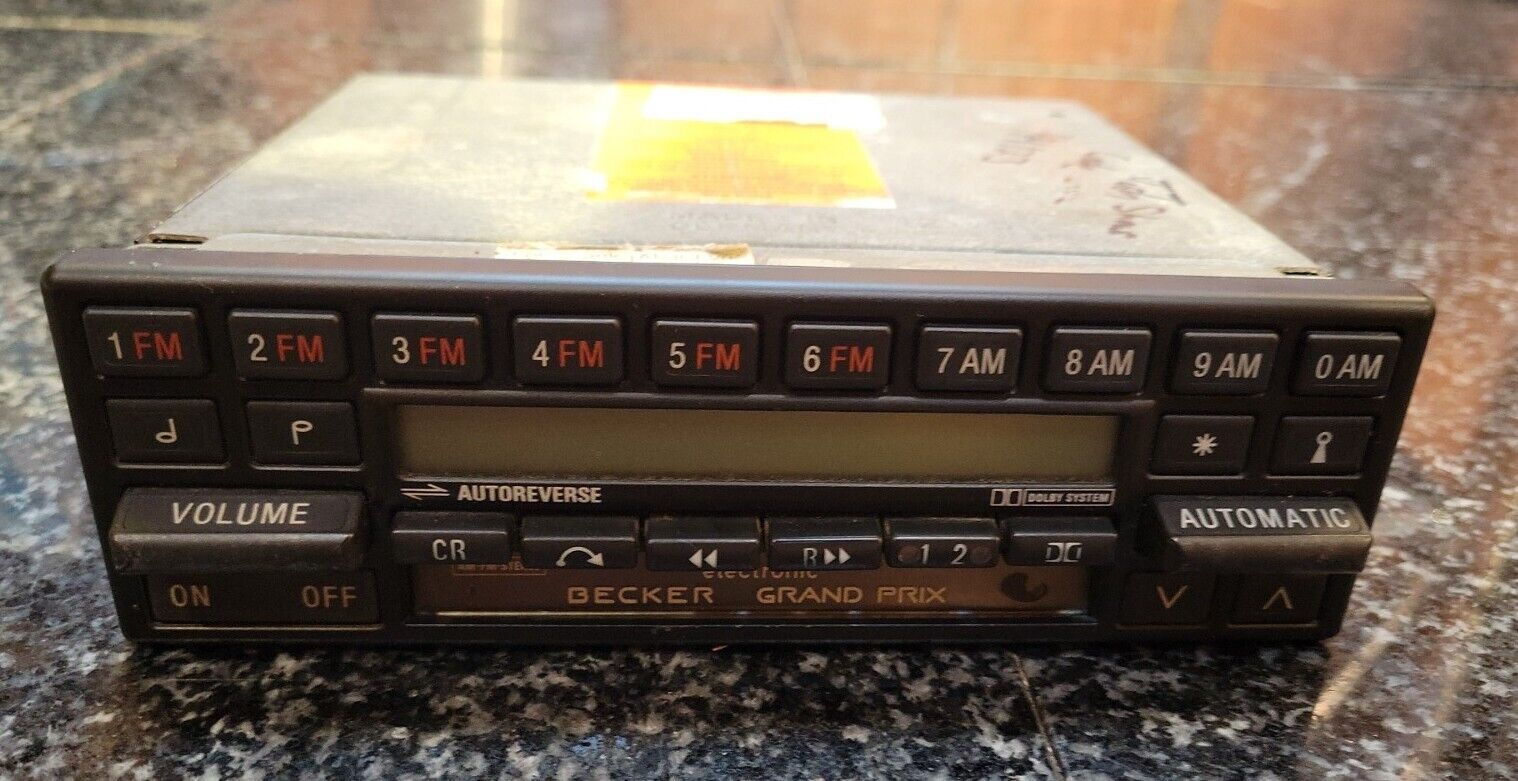 1 FM 2 FM 3 FM 4 FM 5 FM 6 FM 7 AM 8 AM 9 AM 0 AM
VOLUME
AUTOREVERSE
DOLBY SYSTEM
AUTOMATIC
CR
R
1 2
ON OFF
electronic
BECKER GRAND PRIX